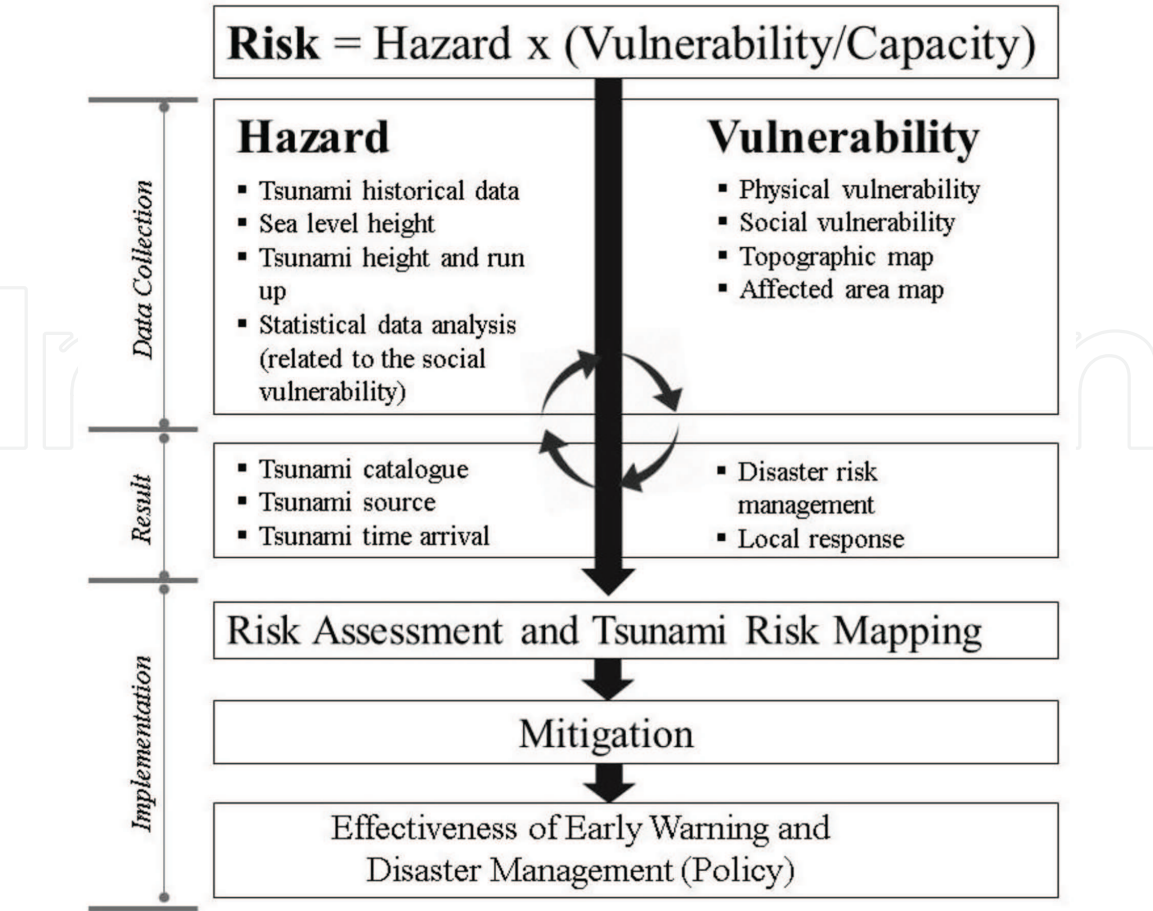 Risk = Hazard x (Vulnerability/Capacity)
Data Collection
Hazard
▪ Tsunami historical data
▪ Sea level height
▪ Tsunami height and run
up
▪ Statistical data analysis
(related to the social
vulnerability)
Vulnerability
▪ Physical vulnerability
▪ Social vulnerability
▪ Topographic map
▪ Affected area map
Result
▪ Tsunami catalogue
▪ Tsunami source
▪ Tsunami time arrival
▪ Disaster risk
management
▪ Local response
Implementation
Risk Assessment and Tsunami Risk Mapping
Mitigation
Effectiveness of Early Warning and
Disaster Management (Policy)